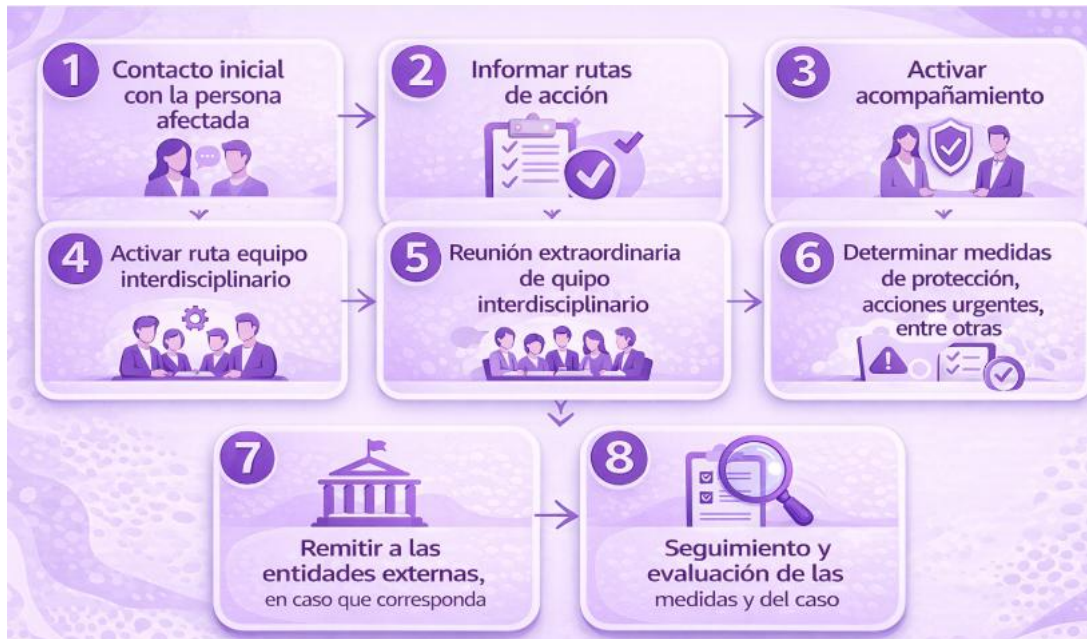 1
Contacto inicial
con la persona
afectada
2
Informar rutas
de acción
3
Activar
acompañamiento
4
Activar ruta equipo
interdisciplinario
5
Reunión extraordinaria
de quipo
interdisciplinario
6
Determinar medidas
de protección,
acciones urgentes,
entre otras
7
Remitir a las
entidades externas,
en caso que corresponda
8
Seguimiento y
evaluación de las
medidas y del caso